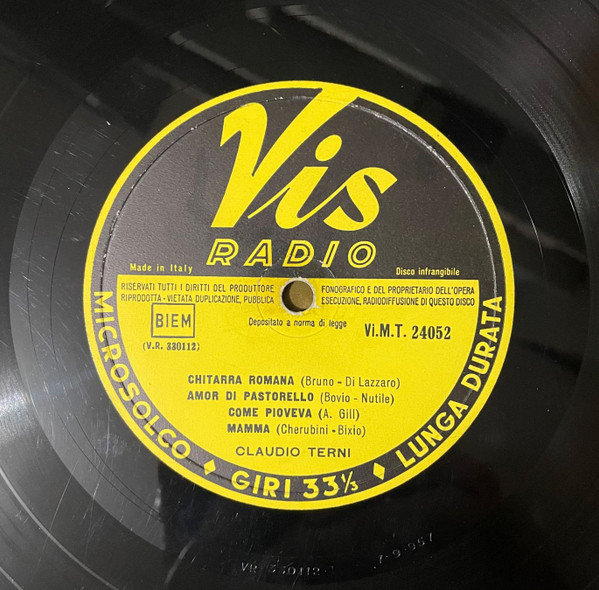 Vis
RADIO
Made in Italy
Disco infrangibile
RISERVATI TUTTI I DIRITTI DEL PRODUTTORE FONOGRAFICO E DEL PROPRIETARIO DELL'OPERA
RIPRODOTTA - VIETATA DUPLICAZIONE, PUBBLICA ESECUZIONE, RADIODIFFUSIONE DI QUESTO DISCO
BIEM
Depositato a norma di legge
Vi.M.T. 24052
(V.R. 330112)
CHITARRA ROMANA (Bruno - Di Lazzaro)
AMOR DI PASTORELLO (Bovio - Nutile)
COME PIOVEVA (A. Gill)
MAMMA (Cherubini - Bixio)
CLAUDIO TERNI
MICROSOLCO ♦ GIRI 33⅓ ♦ LUNGA DURATA